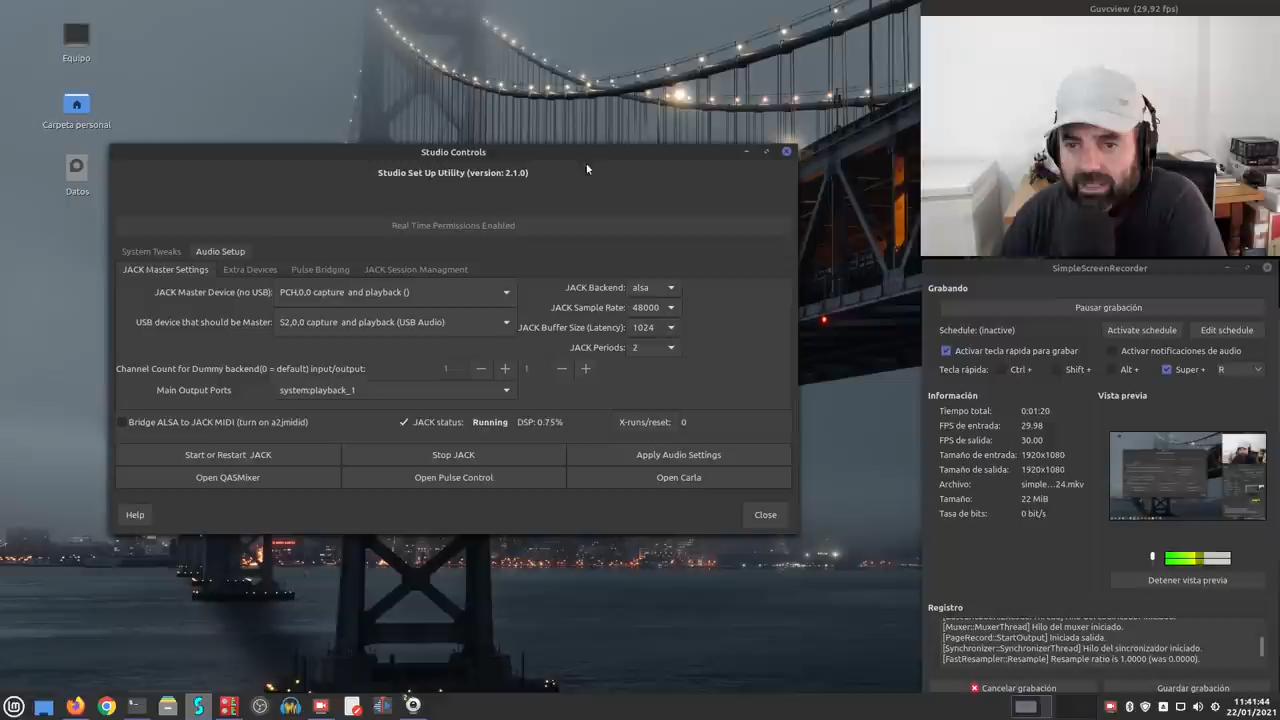 Guvcview (29,92 fps)
Equipo
Carpeta personal
Datos
Studio Controls
Studio Set Up Utility (version: 2.1.0)
Real Time Permissions Enabled
System Tweaks Audio Setup
JACK Master Settings Extra Devices Pulse Bridging JACK Session Managment
JACK Master Device (no USB): PCH,0,0 capture and playback ()
USB device that should be Master: S2,0,0 capture and playback (USB Audio)
JACK Backend: alsa
JACK Sample Rate: 48000
JACK Buffer Size (Latency): 1024
JACK Periods: 2
Channel Count for Dummy backend(0 = default) input/output: 1 — + 1 — +
Main Output Ports system:playback_1
Bridge ALSA to JACK MIDI (turn on a2jmidid) JACK status: Running DSP: 0.75% X-runs/reset: 0
Start or Restart JACK Stop JACK Apply Audio Settings
Open QASMixer Open Pulse Control Open Carla
Help Close
SimpleScreenRecorder
Grabando
Pausar grabación
Schedule: (inactive) Activate schedule Edit schedule
Activar tecla rápida para grabar Activar notificaciones de audio
Tecla rápida: Ctrl + Shift + Alt + Super + R
Información
Tiempo total: 0:01:20
FPS de entrada: 29.98
FPS de salida: 30.00
Tamaño de entrada: 1920x1080
Tamaño de salida: 1920x1080
Archivo: simple...24.mkv
Tamaño: 22 MiB
Tasa de bits: 0 bit/s
Vista previa
Detener vista previa
Registro
[Muxer::MuxerThread] Hilo del muxer iniciado.
[PageRecord::StartOutput] Iniciada salida.
[Synchronizer::SynchronizerThread] Hilo del sincronizador iniciado.
[FastResampler::Resample] Resample ratio is 1.0000 (was 0.0000).
Cancelar grabación Guardar grabación
11:41:44
22/01/2021